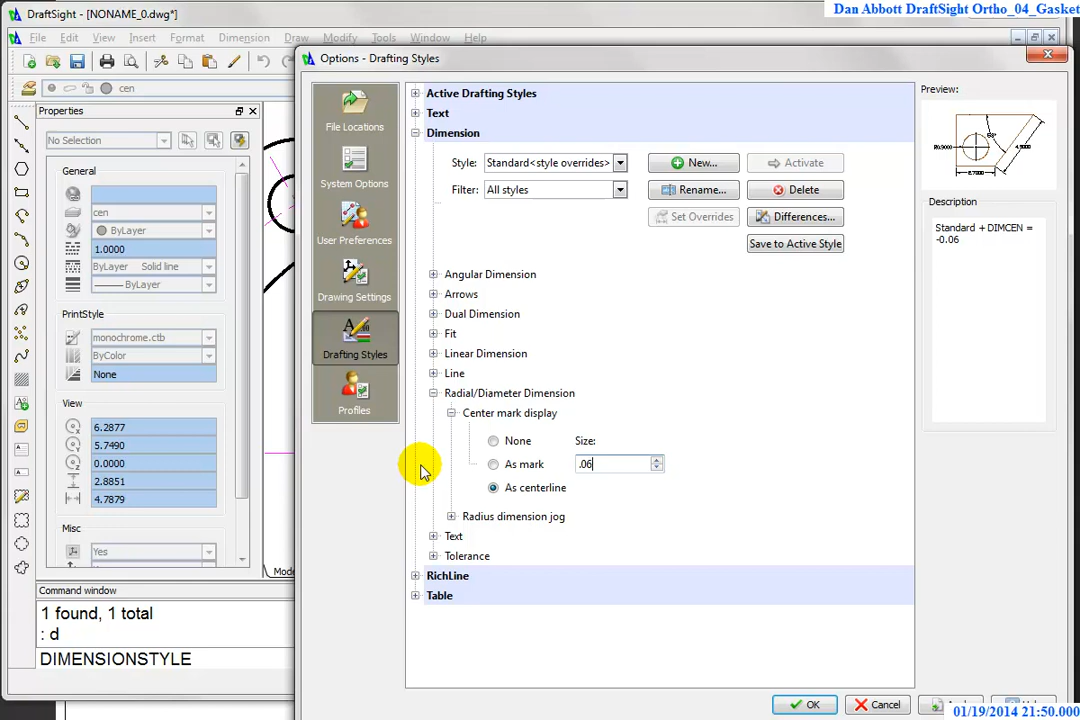 Dan Abbott DraftSight Ortho_04_Gasket
DraftSight - [NONAME_0.dwg*]
File Edit View Insert Format Dimension Draw Modify Tools Window Help
Options - Drafting Styles
cen
Properties
No Selection
General
cen
ByLayer
1.0000
ByLayer Solid line
ByLayer
PrintStyle
monochrome.ctb
ByColor
None
View
6.2877
5.7490
0.0000
2.8851
4.7879
Misc
Yes
Mode
Command window
1 found, 1 total
: d
DIMENSIONSTYLE
File Locations
System Options
User Preferences
Drawing Settings
Drafting Styles
Profiles
Active Drafting Styles
Text
Dimension
Style: Standard<style overrides> New... Activate
Filter: All styles Rename... Delete
Set Overrides Differences...
Save to Active Style
Angular Dimension
Arrows
Dual Dimension
Fit
Linear Dimension
Line
Radial/Diameter Dimension
Center mark display
None Size:
As mark .06
As centerline
Radius dimension jog
Text
Tolerance
RichLine
Table
Preview:
Description
Standard + DIMCEN =
-0.06
OK Cancel
01/19/2014 21:50.000